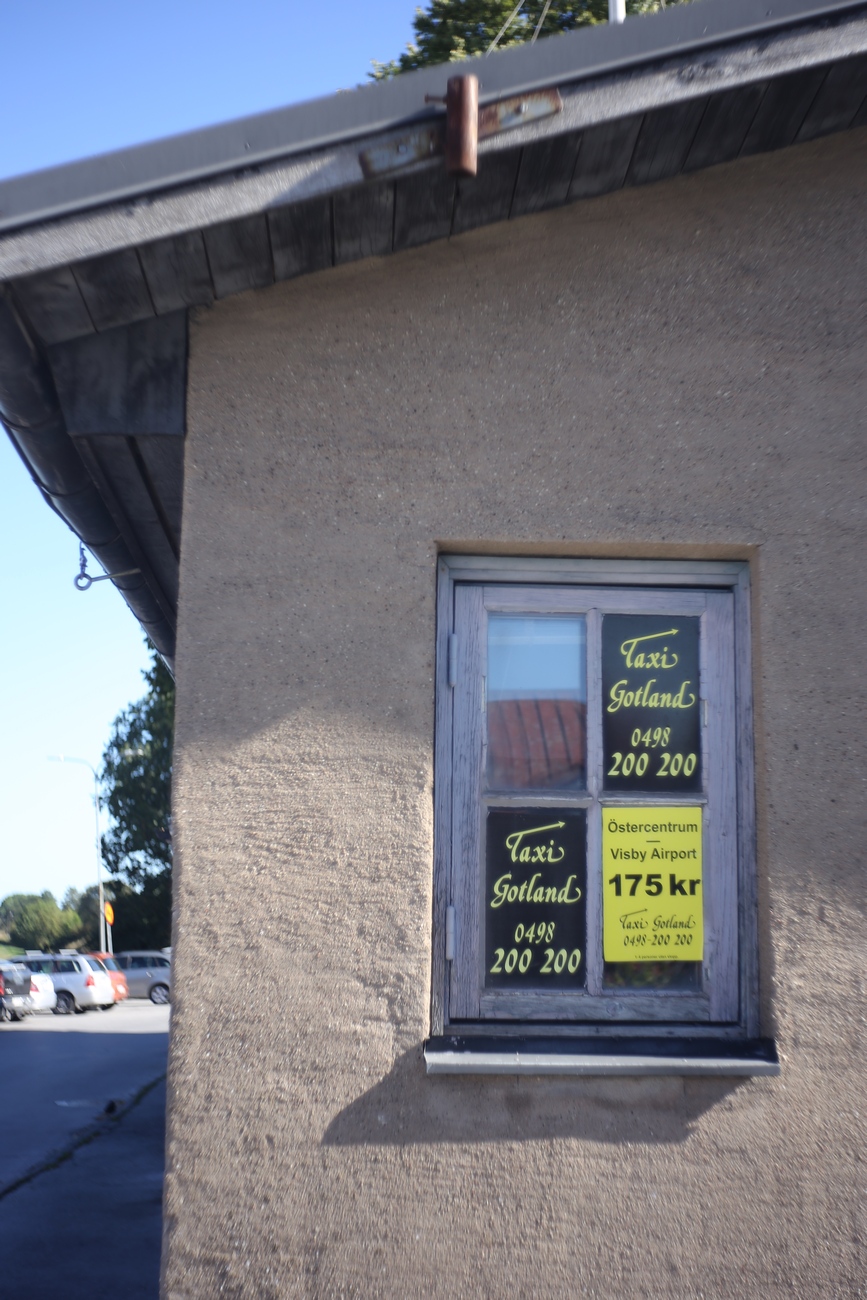 Taxi
Gotland
0498
200 200
Taxi
Gotland
0498
200 200
Östercentrum
—
Visby Airport
175 kr
Taxi Gotland
0498-200 200